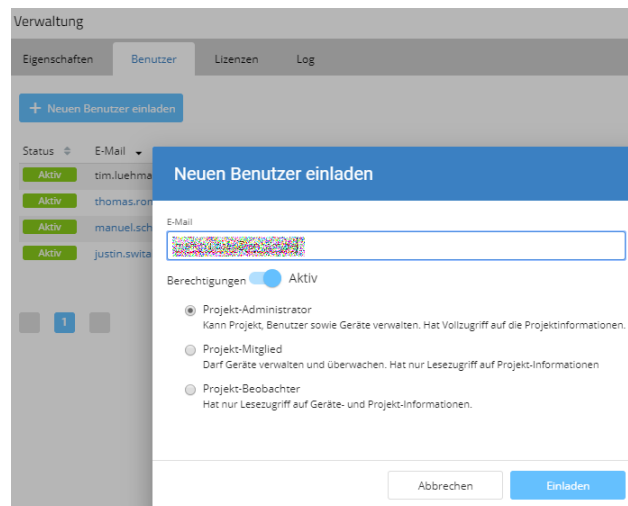 Verwaltung
Eigenschaften Benutzer Lizenzen Log
+ Neuen Benutzer einladen
Status E-Mail
Aktiv
Aktiv
Aktiv
Aktiv
1
Neuen Benutzer einladen
E-Mail
Berechtigungen Aktiv
Projekt-Administrator
Kann Projekt, Benutzer sowie Geräte verwalten. Hat Vollzugriff auf die Projektinformationen.
Projekt-Mitglied
Darf Geräte verwalten und überwachen. Hat nur Lesezugriff auf Projekt-Informationen
Projekt-Beobachter
Hat nur Lesezugriff auf Geräte- und Projekt-Informationen.
Abbrechen Einladen